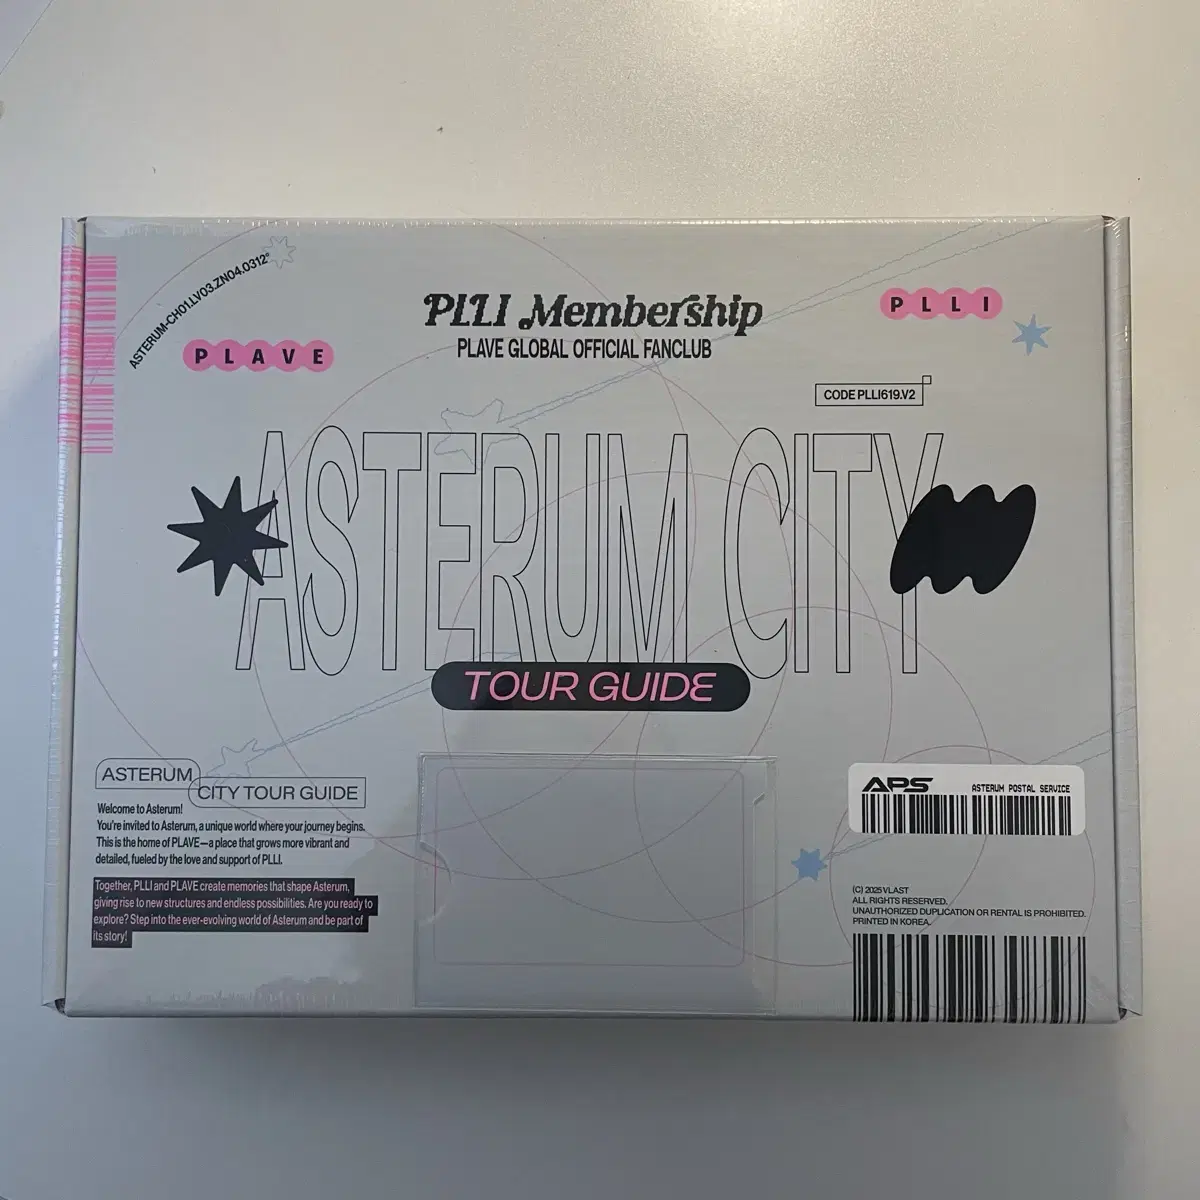 ASTERUM-CH01.LV03.ZN04.0312°
PLAVE
PLLI Membership
PLAVE GLOBAL OFFICIAL FANCLUB
PLLI
CODE PLLI619.V2
ASTERUM CITY
TOUR GUIDE
ASTERUM
CITY TOUR GUIDE
Welcome to Asterum!
You're invited to Asterum, a unique world where your journey begins.
This is the home of PLAVE—a place that grows more vibrant and
detailed, fueled by the love and support of PLLI.
Together, PLLI and PLAVE create memories that shape Asterum,
giving rise to new structures and endless possibilities. Are you ready to
explore? Step into the ever-evolving world of Asterum and be part of
its story!
APS
ASTERUM POSTAL SERVICE
(C) 2025 VLAST
ALL RIGHTS RESERVED.
UNAUTHORIZED DUPLICATION OR RENTAL IS PROHIBITED.
PRINTED IN KOREA.